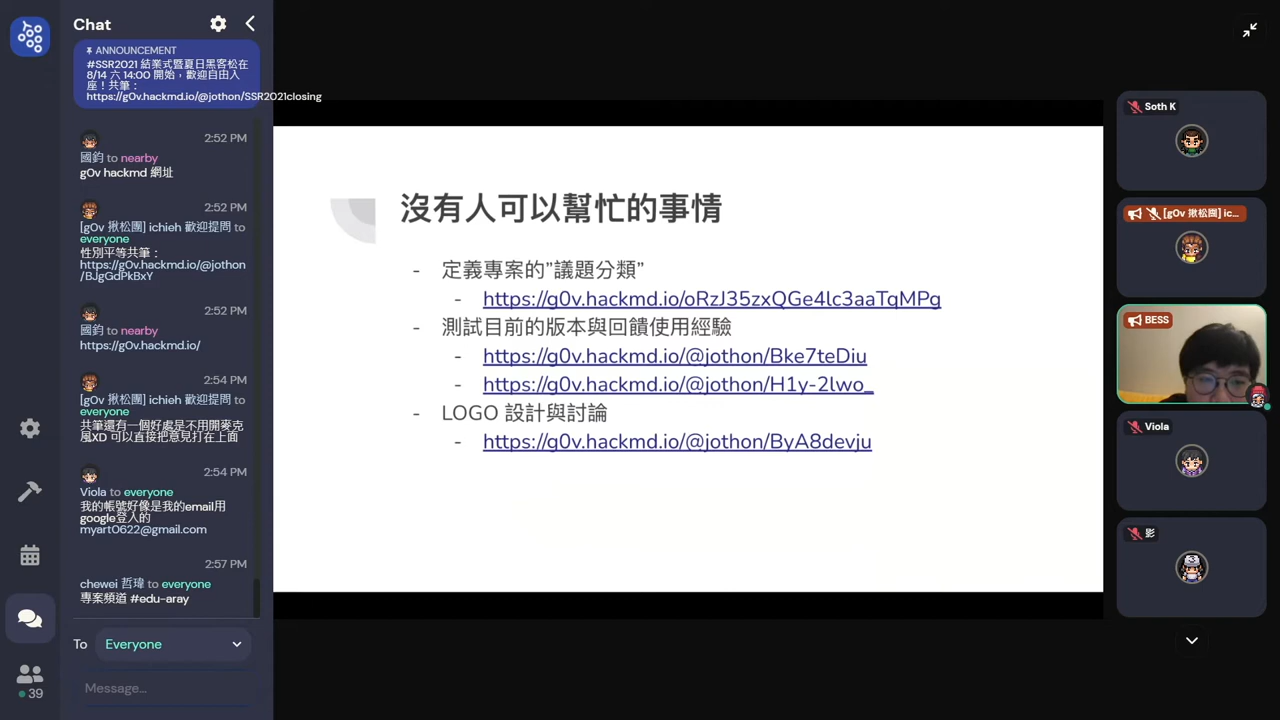 Chat
ANNOUNCEMENT
#SSR2021 結業式暨夏日黑客松在
8/14 六 14:00 開始，歡迎自由入
座！共筆：
https://g0v.hackmd.io/@jothon/SSR2021closing
2:52 PM
國鈞 to nearby
g0v hackmd 網址
2:52 PM
[g0v 揪松團] ichieh 歡迎提問 to
everyone
性別平等共筆：
https://g0v.hackmd.io/@jothon
/BJgGdPkBxY
2:52 PM
國鈞 to nearby
https://g0v.hackmd.io/
2:54 PM
[g0v 揪松團] ichieh 歡迎提問 to
everyone
共筆還有一個好處是不用開麥克
風XD 可以直接把意見打在上面
2:54 PM
Viola to everyone
我的帳號好像是我的email用
google登入的
myart0622@gmail.com
2:57 PM
chewei 哲瑋 to everyone
專案頻道 #edu-aray
To Everyone
Message...
39
沒有人可以幫忙的事情
- 定義專案的”議題分類”
- https://g0v.hackmd.io/oRzJ35zxQGe4lc3aaTqMPg
- 測試目前的版本與回饋使用經驗
- https://g0v.hackmd.io/@jothon/Bke7teDiu
- https://g0v.hackmd.io/@jothon/H1y-2lwo_
- LOGO 設計與討論
- https://g0v.hackmd.io/@jothon/ByA8devju
Soth K
[g0v 揪松團] ic...
BESS
Viola
影